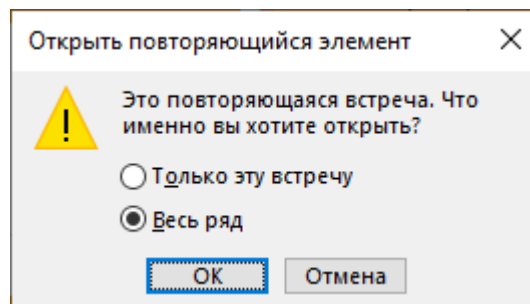 Открыть повторяющийся элемент
Это повторяющаяся встреча. Что
именно вы хотите открыть?
Только эту встречу
Весь ряд
ОК
Отмена